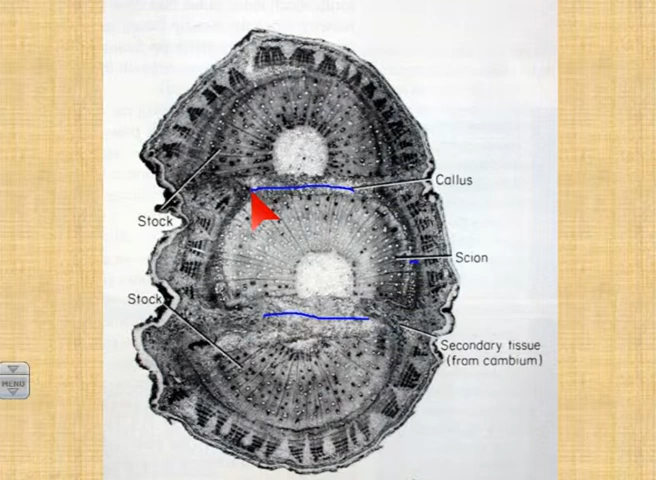 Callus
Stock
Scion
Stock
Secondary tissue
(from cambium)
MENU